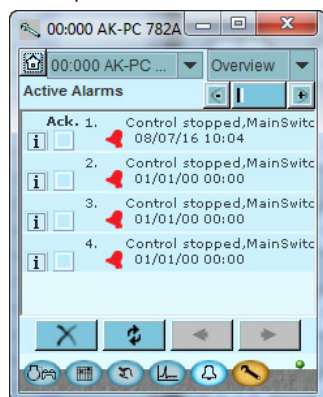 00:000 AK-PC 782A
00:000 AK-PC ... Overview
Active Alarms
Ack. 1. Control stopped,MainSwitc
i 08/07/16 10:04
2. Control stopped,MainSwitc
i 01/01/00 00:00
3. Control stopped,MainSwitc
i 01/01/00 00:00
4. Control stopped,MainSwitc
i 01/01/00 00:00